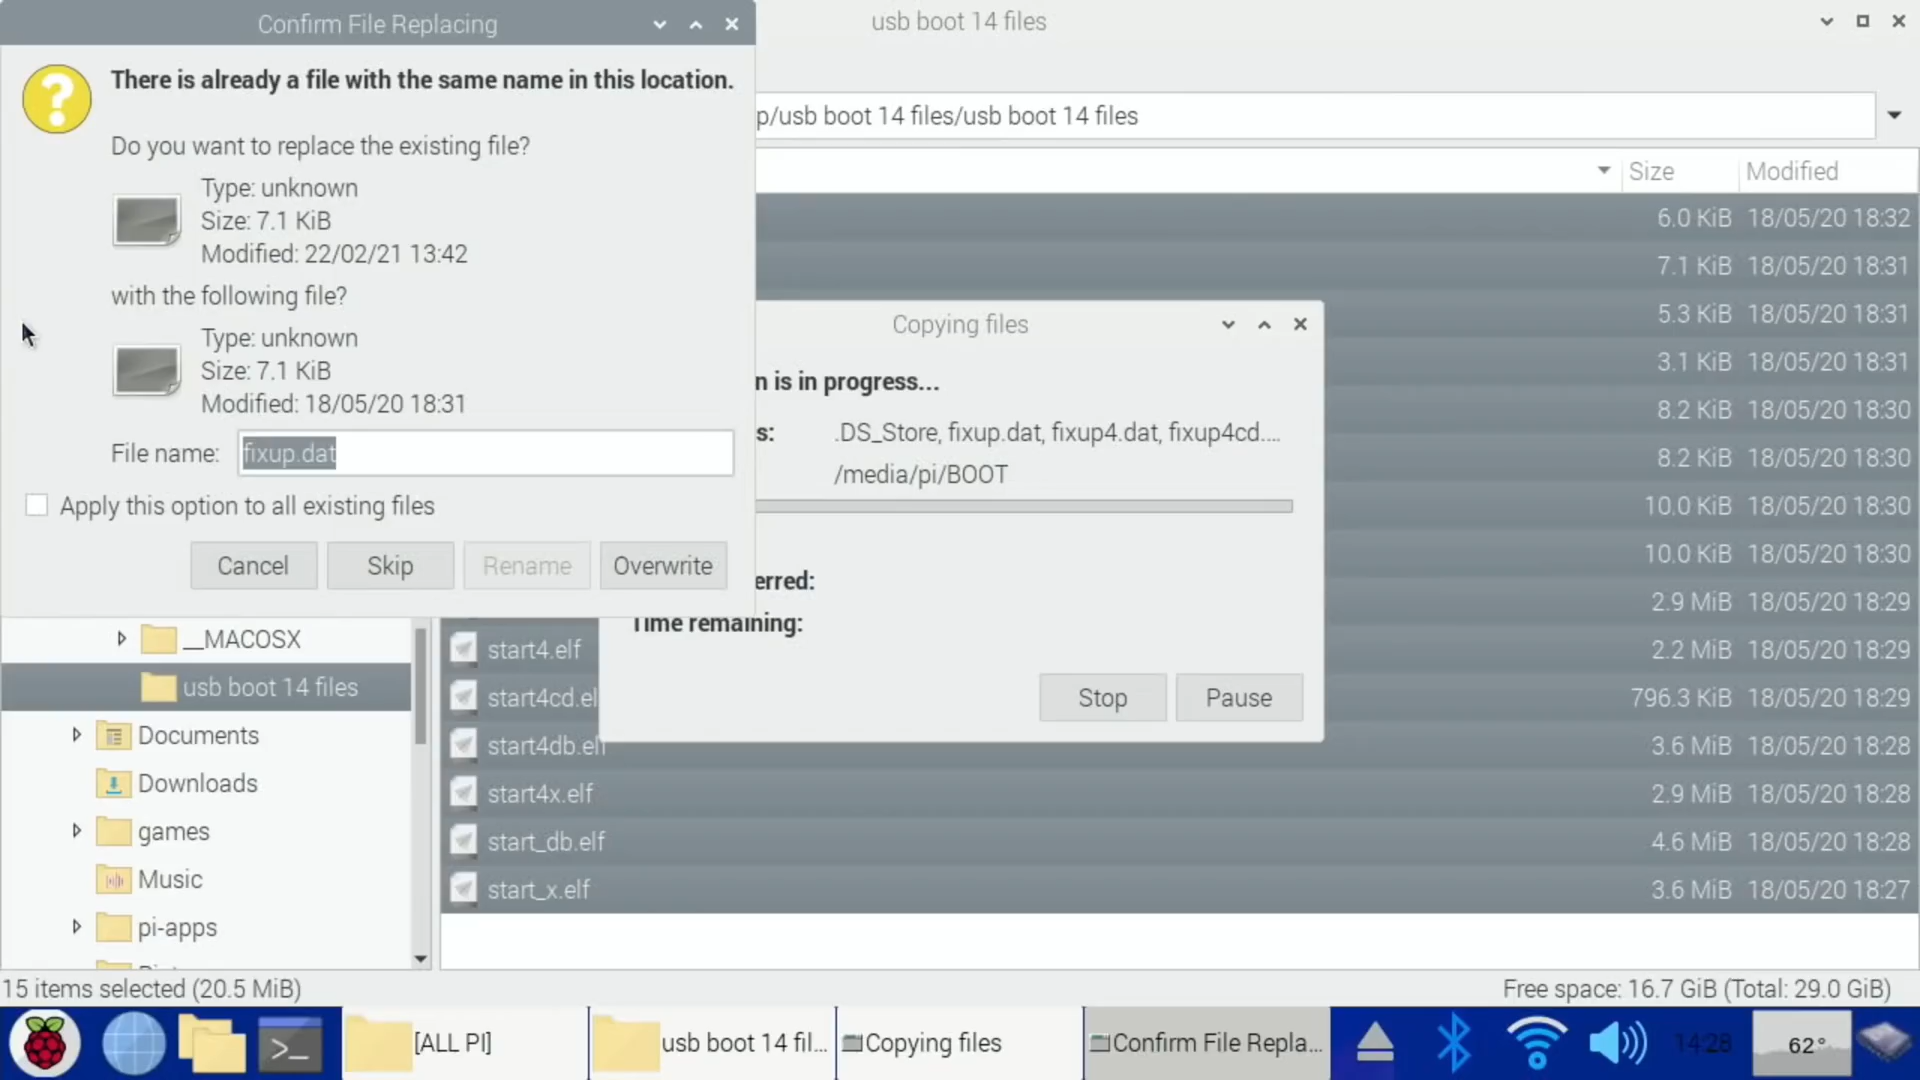 Confirm File Replacing
There is already a file with the same name in this location.
Do you want to replace the existing file?
Type: unknown
Size: 7.1 KiB
Modified: 22/02/21 13:42
with the following file?
Type: unknown
Size: 7.1 KiB
Modified: 18/05/20 18:31
File name: fixup.dat
Apply this option to all existing files
Cancel Skip Rename Overwrite
usb boot 14 files
p/usb boot 14 files/usb boot 14 files
Size Modified
6.0 KiB 18/05/20 18:32
7.1 KiB 18/05/20 18:31
5.3 KiB 18/05/20 18:31
3.1 KiB 18/05/20 18:31
8.2 KiB 18/05/20 18:30
8.2 KiB 18/05/20 18:30
10.0 KiB 18/05/20 18:30
10.0 KiB 18/05/20 18:30
2.9 MiB 18/05/20 18:29
start4.elf 2.2 MiB 18/05/20 18:29
start4cd.el 796.3 KiB 18/05/20 18:29
start4db.elf 3.6 MiB 18/05/20 18:28
start4x.elf 2.9 MiB 18/05/20 18:28
start_db.elf 4.6 MiB 18/05/20 18:28
start_x.elf 3.6 MiB 18/05/20 18:27
Copying files
n is in progress...
s: .DS_Store, fixup.dat, fixup4.dat, fixup4cd....
/media/pi/BOOT
erred:
Time remaining:
Stop Pause
__MACOSX
usb boot 14 files
Documents
Downloads
games
Music
pi-apps
15 items selected (20.5 MiB)
Free space: 16.7 GiB (Total: 29.0 GiB)
>_ [ALL PI] usb boot 14 fil... Copying files Confirm File Repla... 14:28 62°